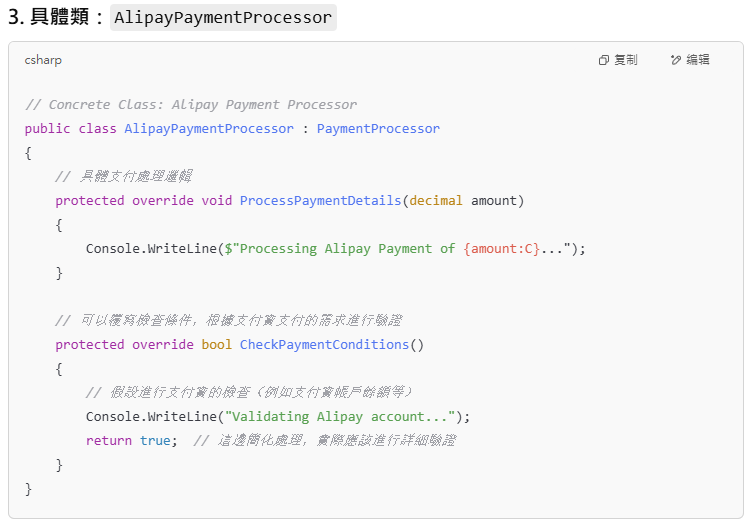 3. 具體類：AlipayPaymentProcessor
csharp 复制 编辑
// Concrete Class: Alipay Payment Processor
public class AlipayPaymentProcessor : PaymentProcessor
{
    // 具體支付處理邏輯
    protected override void ProcessPaymentDetails(decimal amount)
    {
        Console.WriteLine($"Processing Alipay Payment of {amount:C}...");
    }
    // 可以覆寫檢查條件，根據支付寶支付的需求進行驗證
    protected override bool CheckPaymentConditions()
    {
        // 假設進行支付寶的檢查（例如支付寶帳戶餘額等）
        Console.WriteLine("Validating Alipay account...");
        return true;  // 這邊簡化處理，實際應該進行詳細驗證
    }
}